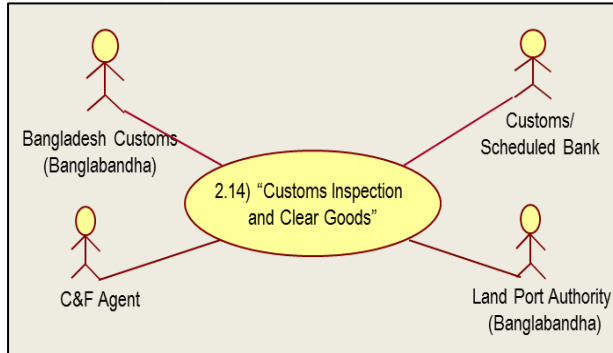 Bangladesh Customs
(Banglabandha)
Customs/
Scheduled Bank
2.14) “Customs Inspection
and Clear Goods”
C&F Agent
Land Port Authority
(Banglabandha)